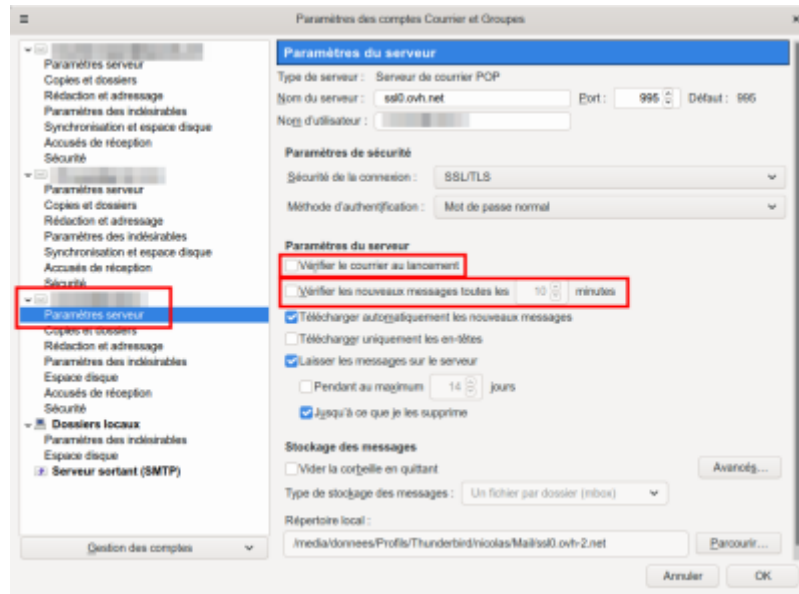 Paramètres des comptes Courrier et Groupes
Paramètres serveur
Copies et dossiers
Rédaction et adressage
Paramètres des indésirables
Synchronisation et espace disque
Accusés de réception
Sécurité
Paramètres serveur
Copies et dossiers
Rédaction et adressage
Paramètres des indésirables
Synchronisation et espace disque
Accusés de réception
Sécurité
Paramètres serveur
Copies et dossiers
Rédaction et adressage
Paramètres des indésirables
Espace disque
Accusés de réception
Sécurité
Dossiers locaux
Paramètres des indésirables
Espace disque
Serveur sortant (SMTP)
Gestion des comptes
Paramètres du serveur
Type de serveur : Serveur de courrier POP
Nom du serveur : ssl0.ovh.net Port : 995 Défaut : 995
Nom d'utilisateur :
Paramètres de sécurité
Sécurité de la connexion : SSL/TLS
Méthode d'authentification : Mot de passe normal
Paramètres du serveur
Vérifier le courrier au lancement
Vérifier les nouveaux messages toutes les 10 minutes
Télécharger automatiquement les nouveaux messages
Télécharger uniquement les en-têtes
Laisser les messages sur le serveur
Pendant au maximum 14 jours
Jusqu'à ce que je les supprime
Stockage des messages
Vider la corbeille en quittant Avancés...
Type de stockage des messages : Un fichier par dossier (mbox)
Répertoire local :
/media/donnees/Profils/Thunderbird/nicolas/Mail/ssl0.ovh-2.net Parcourir...
Annuler OK